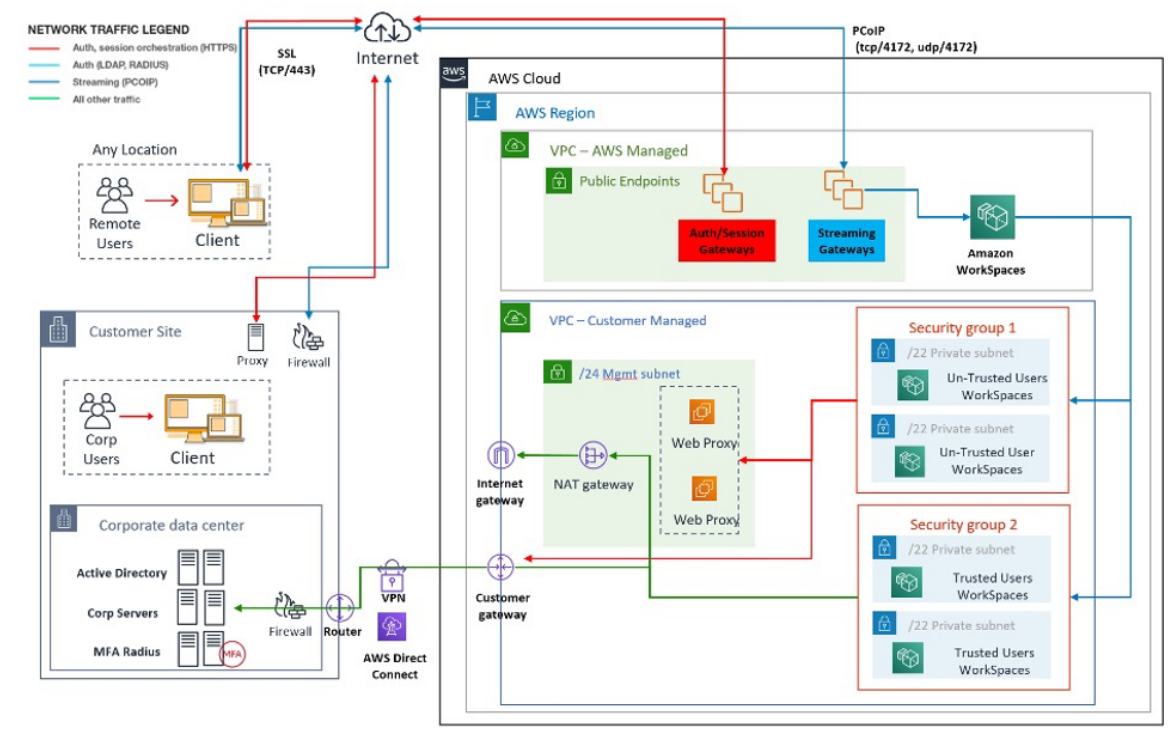 NETWORK TRAFFIC LEGEND
Auth, session orchestration (HTTPS)
Auth (LDAP, RADIUS)
Streaming (PCOIP)
All other traffic
SSL
(TCP/443)
Internet
PCoIP
(tcp/4172, udp/4172)
aws
AWS Cloud
AWS Region
Any Location
Remote
Users
Client
VPC – AWS Managed
Public Endpoints
Auth/Session
Gateways
Streaming
Gateways
Amazon
WorkSpaces
Customer Site
Proxy
Firewall
Corp
Users
Client
VPC – Customer Managed
/24 Mgmt subnet
Web Proxy
Web Proxy
NAT gateway
Internet
gateway
Security group 1
/22 Private subnet
Un-Trusted Users
WorkSpaces
/22 Private subnet
Un-Trusted User
WorkSpaces
Security group 2
/22 Private subnet
Trusted Users
WorkSpaces
/22 Private subnet
Trusted Users
WorkSpaces
Corporate data center
Active Directory
Corp Servers
MFA Radius
MFA
Firewall
Router
VPN
AWS Direct
Connect
Customer
gateway